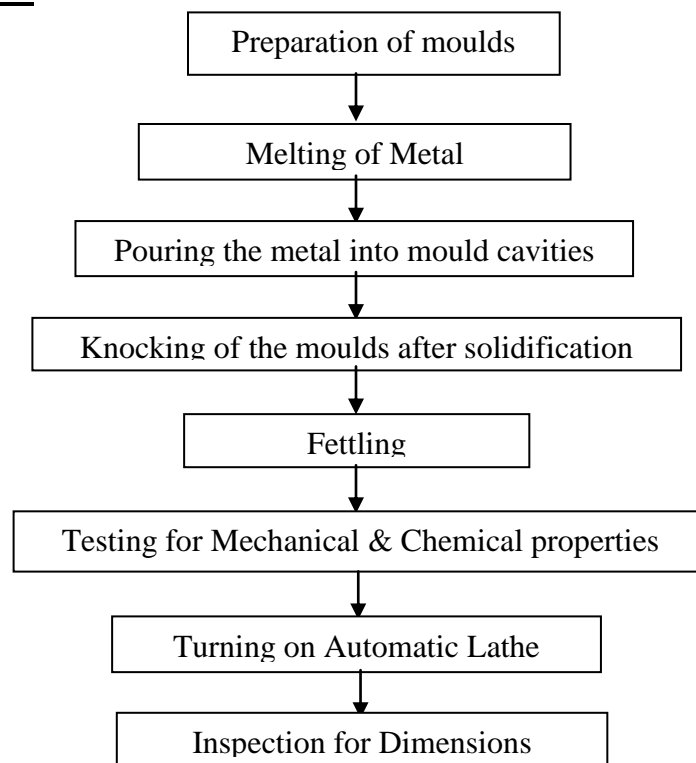 Preparation of moulds
Melting of Metal
Pouring the metal into mould cavities
Knocking of the moulds after solidification
Fettling
Testing for Mechanical & Chemical properties
Turning on Automatic Lathe
Inspection for Dimensions